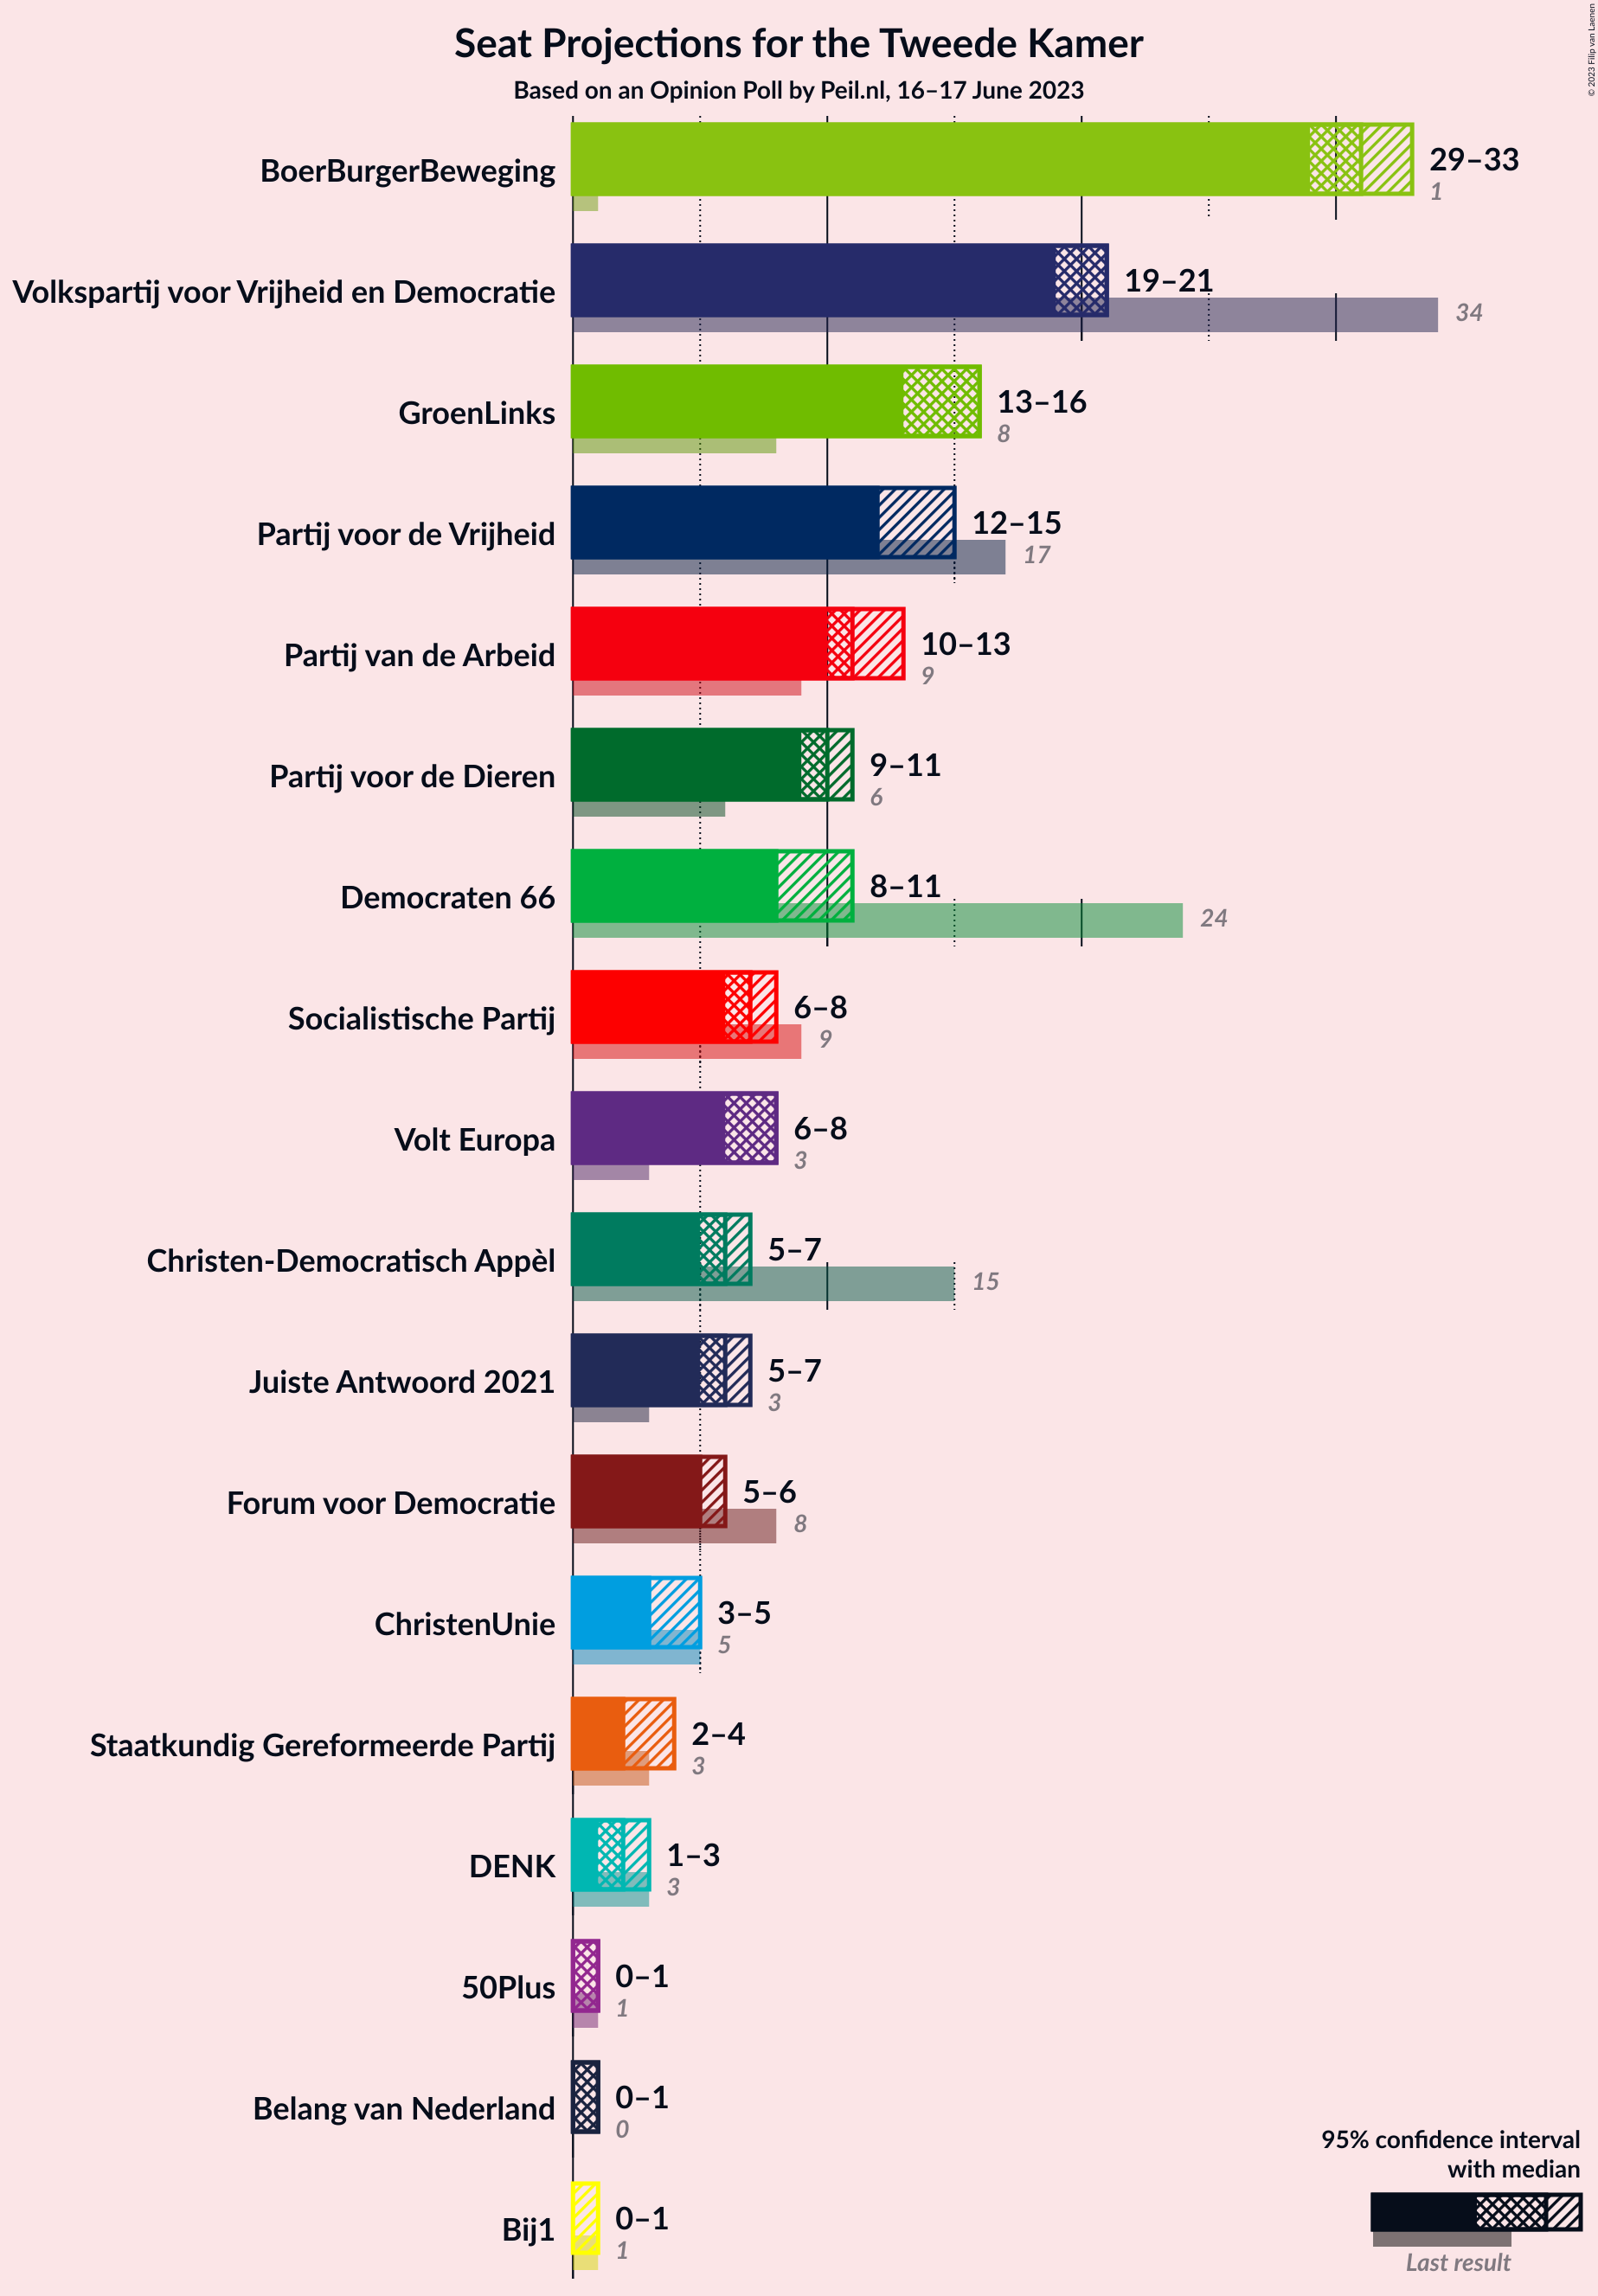 Seat Projections for the Tweede Kamer
Based on an Opinion Poll by Peil.nl, 16–17 June 2023
© 2023 Filip van Laenen
BoerBurgerBeweging
29–33
1
Volkspartij voor Vrijheid en Democratie
19–21
34
GroenLinks
13–16
8
Partij voor de Vrijheid
12–15
17
Partij van de Arbeid
10–13
9
Partij voor de Dieren
9–11
6
Democraten 66
8–11
24
Socialistische Partij
6–8
9
Volt Europa
6–8
3
Christen-Democratisch Appèl
5–7
15
Juiste Antwoord 2021
5–7
3
Forum voor Democratie
5–6
8
ChristenUnie
3–5
5
Staatkundig Gereformeerde Partij
2–4
3
DENK
1–3
3
50Plus
0–1
1
Belang van Nederland
0–1
0
Bij1
0–1
1
95% confidence interval
with median
Last result